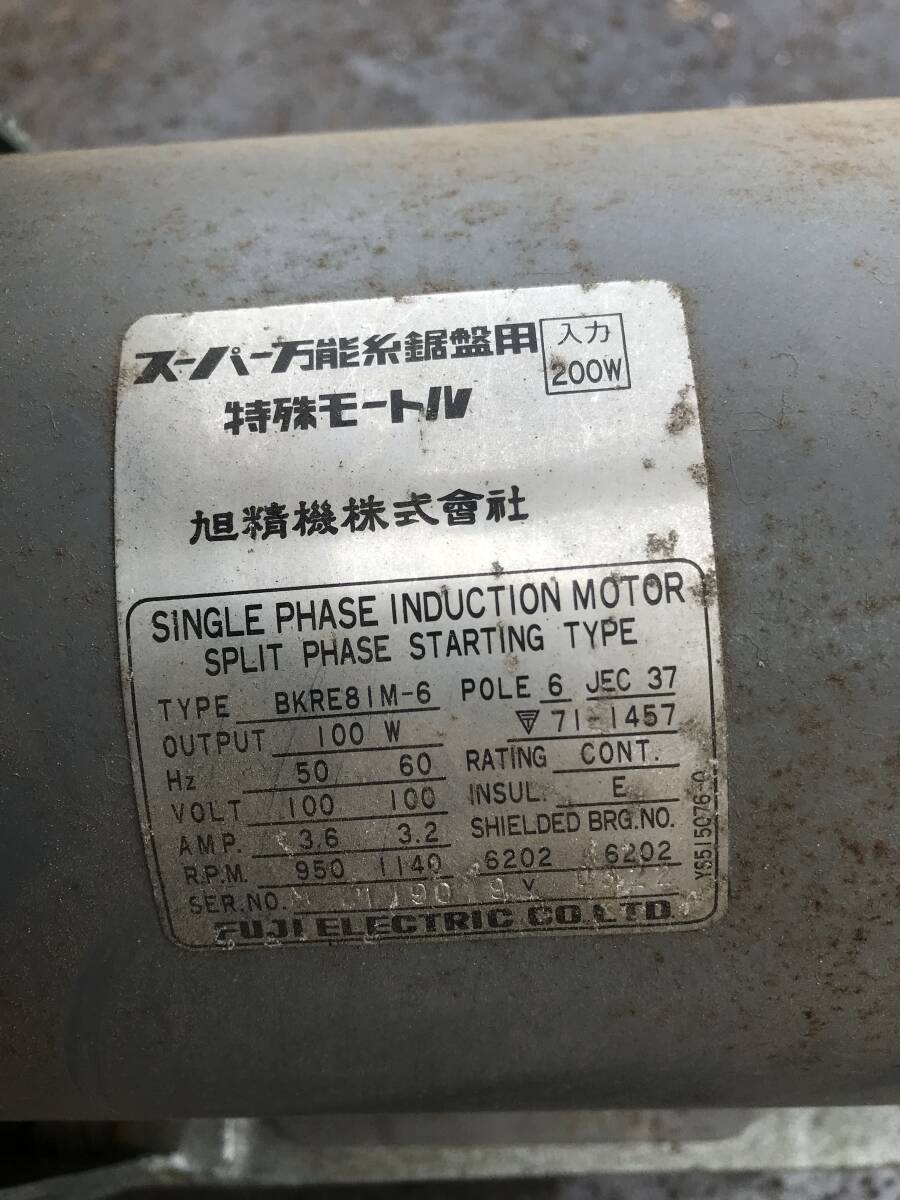 スーパー万能糸鋸盤用
入力
200W
特殊モートル
旭精機株式會社
SINGLE PHASE INDUCTION MOTOR
SPLIT PHASE STARTING TYPE
TYPE BKRE81M-6 POLE 6 JEC 37
OUTPUT 100 W 71-1457
Hz 50 60 RATING CONT.
VOLT 100 100 INSUL. E
AMP. 3.6 3.2 SHIELDED BRG.NO.
R.P.M. 950 1140 6202 6202
SER.NO.
FUJI ELECTRIC CO.LTD.